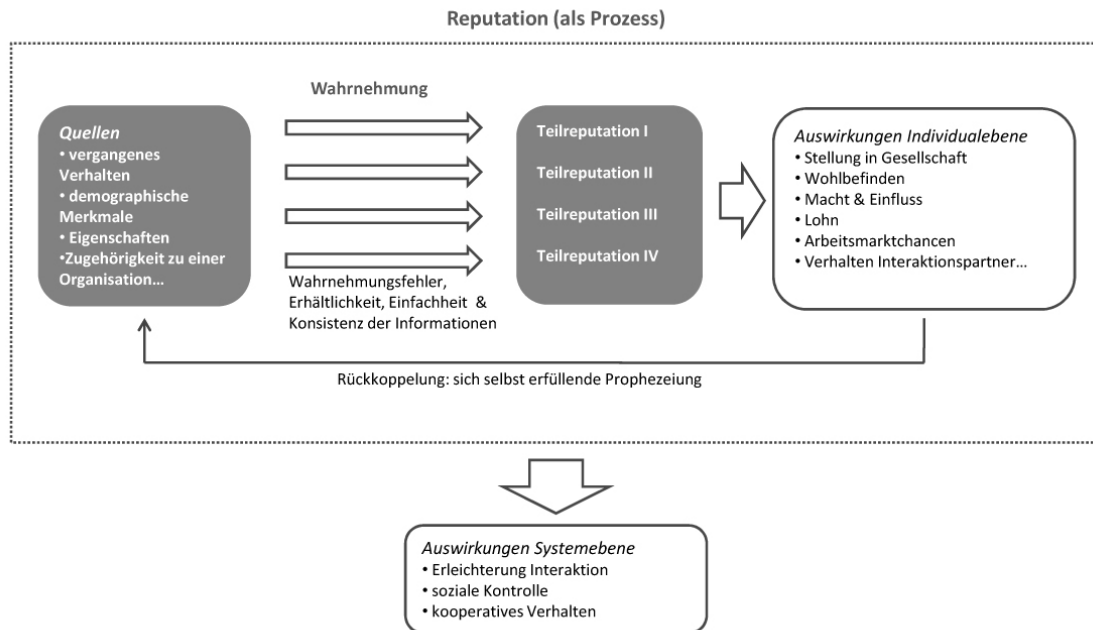 Reputation (als Prozess)
Wahrnehmung
Quellen
• vergangenes
Verhalten
• demographische
Merkmale
• Eigenschaften
•Zugehörigkeit zu einer
Organisation…
Wahrnehmungsfehler,
Erhältlichkeit, Einfachheit &
Konsistenz der Informationen
Teilreputation I
Teilreputation II
Teilreputation III
Teilreputation IV
Auswirkungen Individualebene
• Stellung in Gesellschaft
• Wohlbefinden
• Macht & Einfluss
• Lohn
• Arbeitsmarktchancen
• Verhalten Interaktionspartner…
Rückkoppelung: sich selbst erfüllende Prophezeiung
Auswirkungen Systemebene
• Erleichterung Interaktion
• soziale Kontrolle
• kooperatives Verhalten